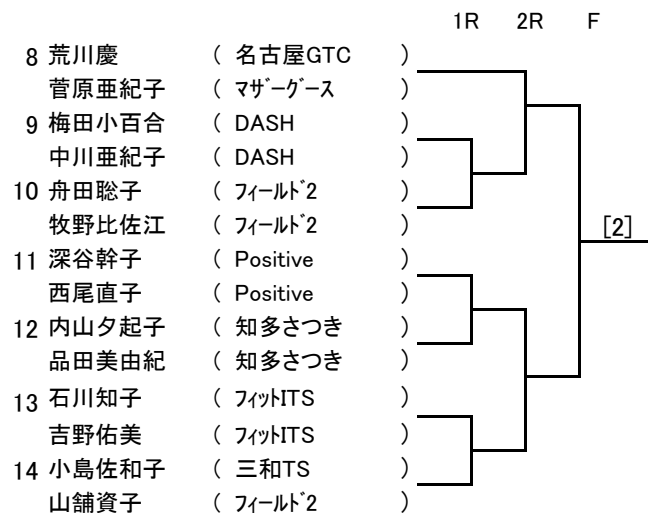 1R 2R F
8 荒川慶 ( 名古屋GTC )
菅原亜紀子 ( ﾏｻﾞｰｸﾞｰｽ )
9 梅田小百合 ( DASH )
中川亜紀子 ( DASH )
10 舟田聡子 ( ﾌｨｰﾙﾄﾞ2 )
牧野比佐江 ( ﾌｨｰﾙﾄﾞ2 )
[2]
11 深谷幹子 ( Positive )
西尾直子 ( Positive )
12 内山夕起子 ( 知多さつき )
品田美由紀 ( 知多さつき )
13 石川知子 ( ﾌｨｯﾄITS )
吉野佑美 ( ﾌｨｯﾄITS )
14 小島佐和子 ( 三和TS )
山舗資子 ( ﾌｨｰﾙﾄﾞ2 )